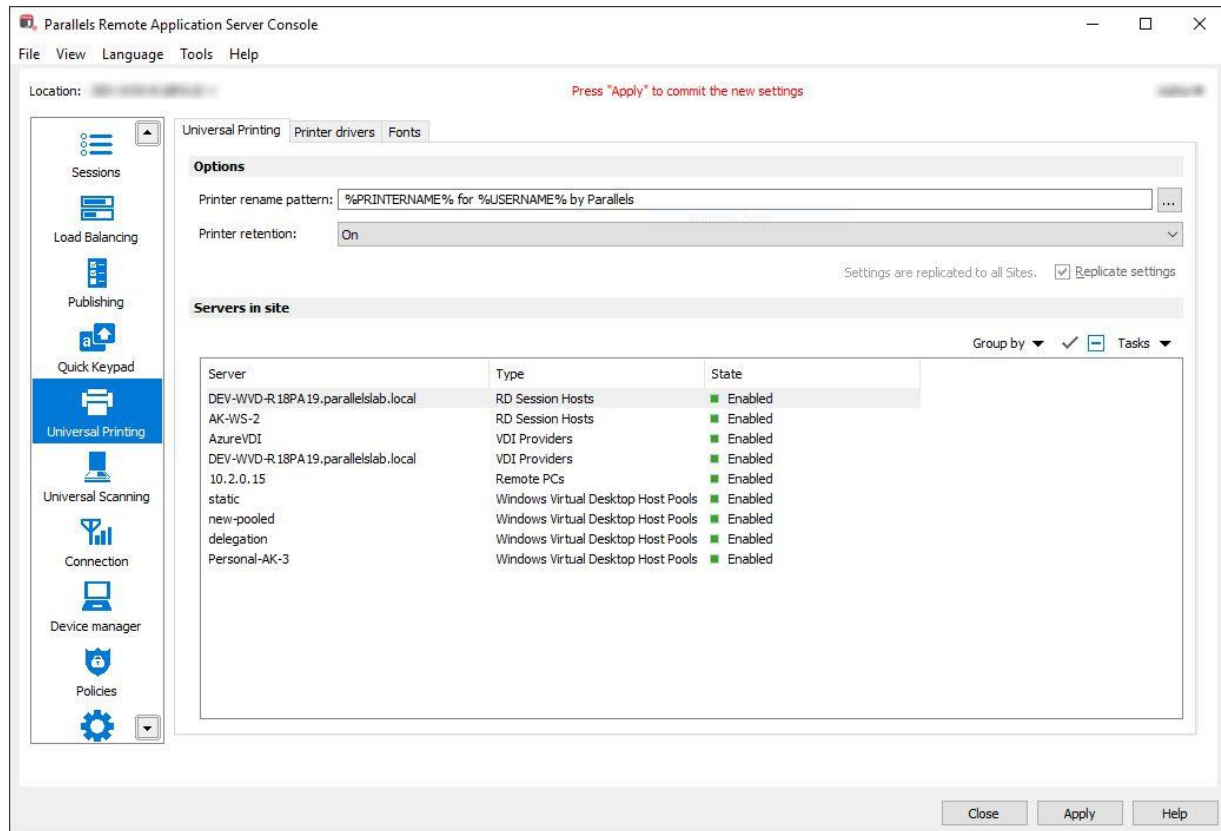 Parallels Remote Application Server Console
File View Language Tools Help
Location:
Press "Apply" to commit the new settings
Sessions
Load Balancing
Publishing
Quick Keypad
Universal Printing
Universal Scanning
Connection
Device manager
Policies
Universal Printing Printer drivers Fonts
Options
Printer rename pattern: %PRINTERNAME% for %USERNAME% by Parallels ...
Printer retention: On
Settings are replicated to all Sites. Replicate settings
Servers in site
Group by Tasks
Server Type State
DEV-WVD-R18PA19.parallelslab.local RD Session Hosts Enabled
AK-WS-2 RD Session Hosts Enabled
AzureVDI VDI Providers Enabled
DEV-WVD-R18PA19.parallelslab.local VDI Providers Enabled
10.2.0.15 Remote PCs Enabled
static Windows Virtual Desktop Host Pools Enabled
new-pooled Windows Virtual Desktop Host Pools Enabled
delegation Windows Virtual Desktop Host Pools Enabled
Personal-AK-3 Windows Virtual Desktop Host Pools Enabled
Close Apply Help